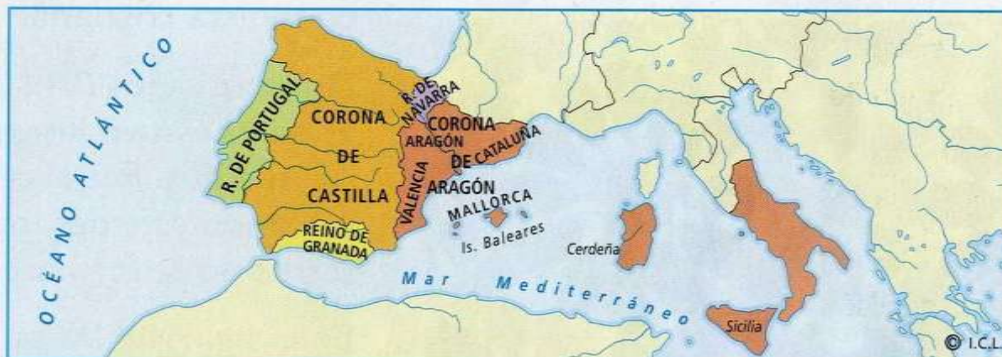 OCÉANO ATLÁNTICO
R. DE PORTUGAL
CORONA
DE
CASTILLA
REINO DE
GRANADA
R. DE
NAVARRA
CORONA
DE
ARAGÓN
ARAGÓN
CATALUÑA
VALENCIA
MALLORCA
Is. Baleares
Cerdeña
Mar Mediterráneo
Sicilia
© I.C.L.